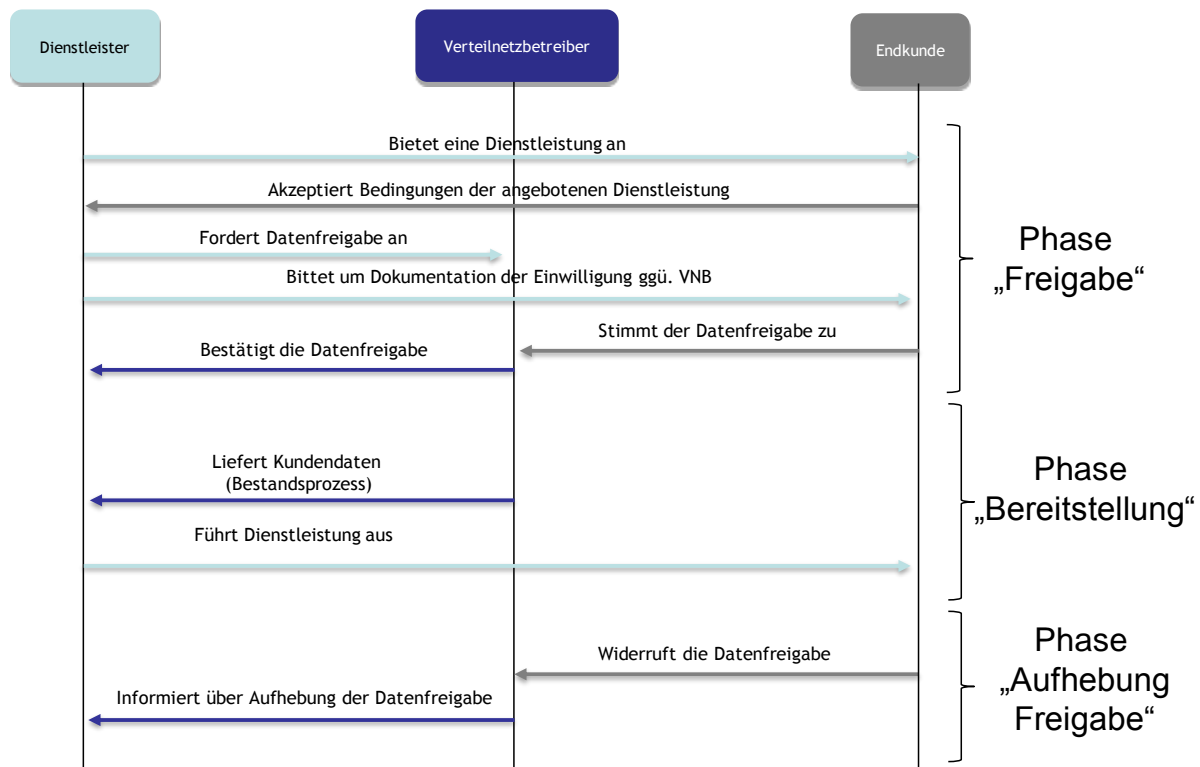 Dienstleister
Verteilnetzbetreiber
Endkunde
Bietet eine Dienstleistung an
Akzeptiert Bedingungen der angebotenen Dienstleistung
Fordert Datenfreigabe an
Bittet um Dokumentation der Einwilligung ggü. VNB
Stimmt der Datenfreigabe zu
Bestätigt die Datenfreigabe
Phase
„Freigabe“
Liefert Kundendaten
(Bestandsprozess)
Führt Dienstleistung aus
Phase
„Bereitstellung“
Widerruft die Datenfreigabe
Informiert über Aufhebung der Datenfreigabe
Phase
„Aufhebung
Freigabe“